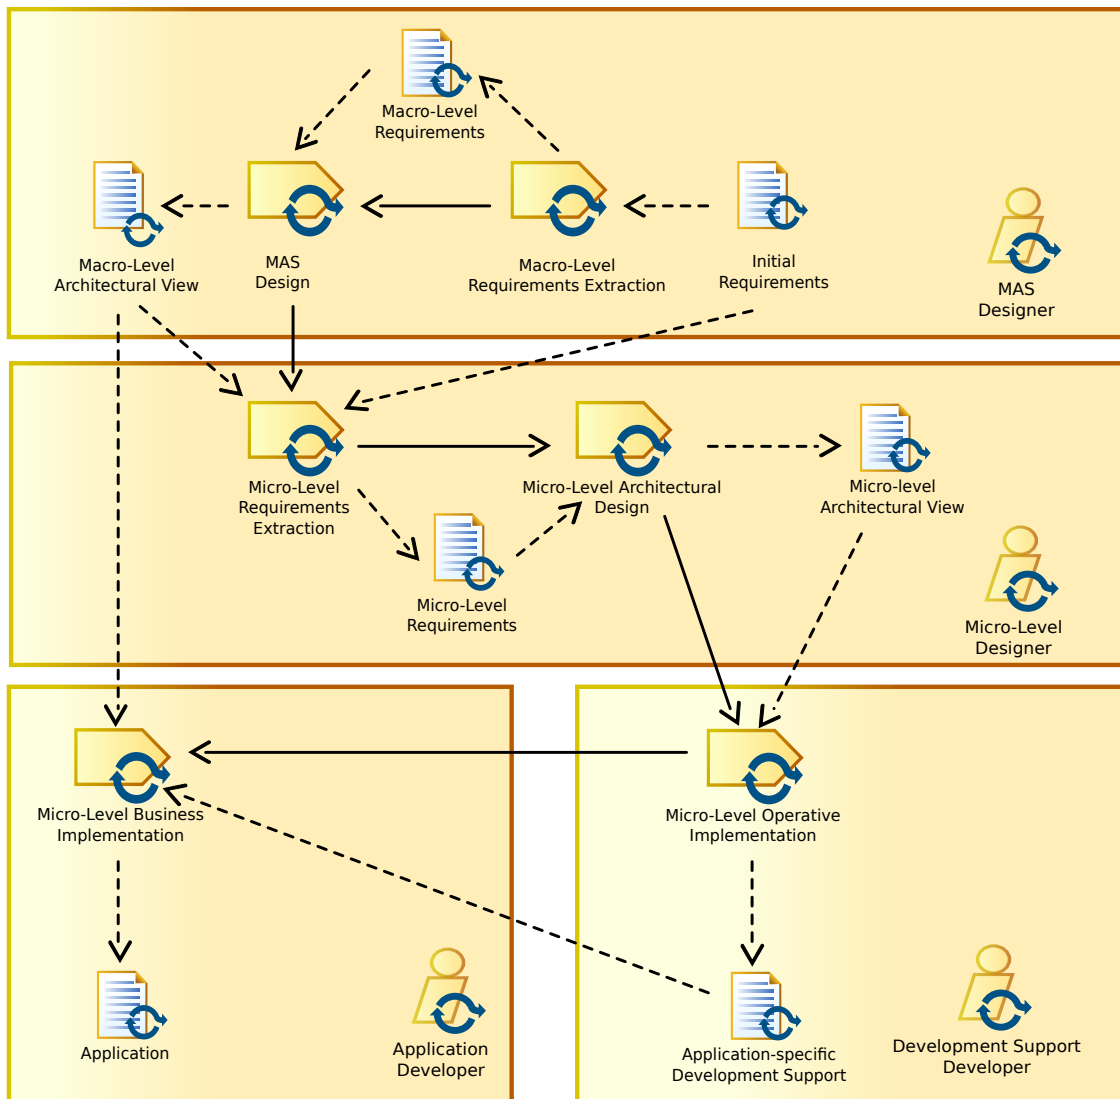 Macro-Level
Requirements
Macro-Level
Architectural View
MAS
Design
Macro-Level
Requirements Extraction
Initial
Requirements
MAS
Designer
Micro-Level
Requirements
Extraction
Micro-Level Architectural
Design
Micro-level
Architectural View
Micro-Level
Requirements
Micro-Level
Designer
Micro-Level Business
Implementation
Micro-Level Operative
Implementation
Application
Application
Developer
Application-specific
Development Support
Development Support
Developer